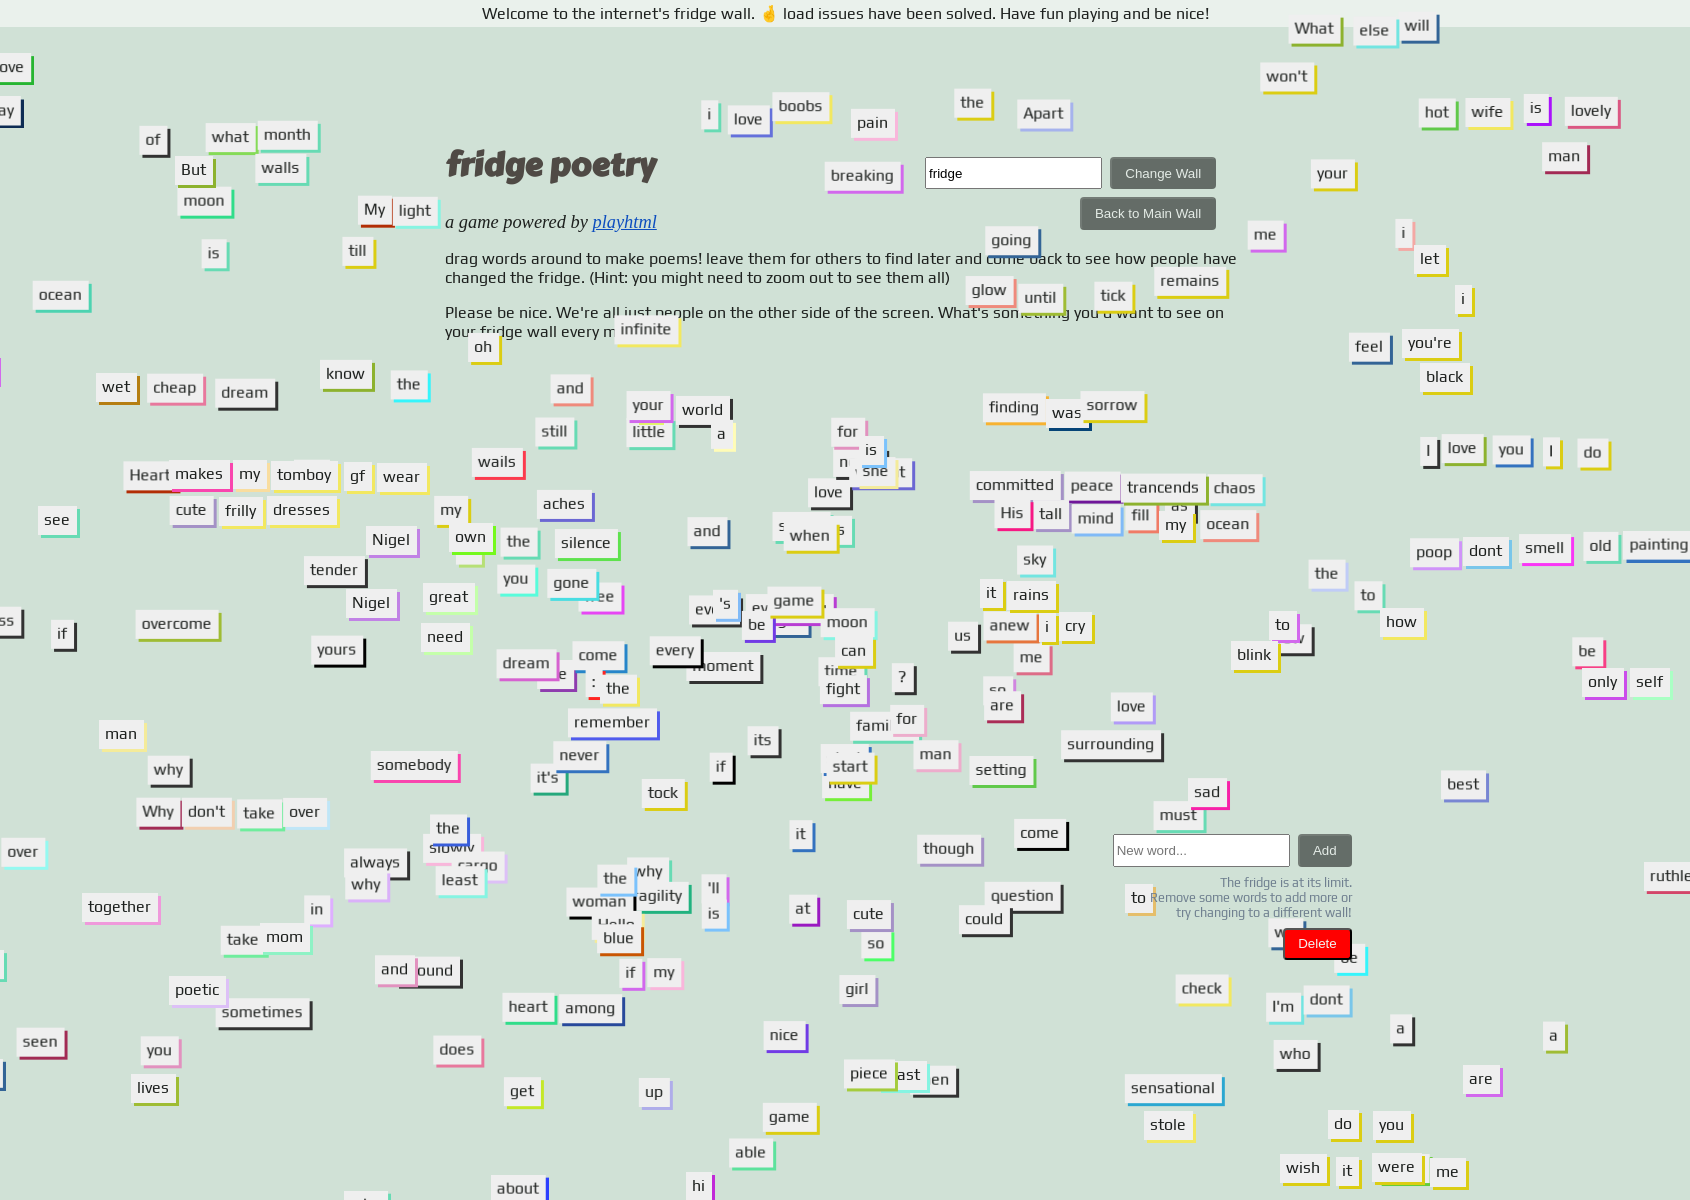 Welcome to the internet's fridge wall. 🤞 load issues have been solved. Have fun playing and be nice!
What else will
won't
i love boobs pain the Apart
hot wife is lovely
of what month
But walls
moon
man
fridge poetry
breaking
fridge
Change Wall
your
My light
a game powered by playhtml
Back to Main Wall
is till
going
me
i
let
drag words around to make poems! leave them for others to find later and come back to see how people have
changed the fridge. (Hint: you might need to zoom out to see them all)
ocean
glow until tick remains
i
Please be nice. We're all just people on the other side of the screen. What's something you'd want to see on
your fridge wall every
infinite
oh
feel you're
black
wet cheap dream
know the
and
your world
little a
still
finding was sorrow
for
is
she
love
I love you I do
wails
Heart makes my tomboy gf wear
cute frilly dresses
committed peace trancends chaos
His tall mind fill as
my ocean
see
my
own
aches
and
when
Nigel
the silence
sky
poop dont smell old painting
tender
you gone
the
to
Nigel
great
it rains
overcome
if
need
's
game
be
moon
us anew i cry
how
to
yours
dream come
every
moment
can
time
fight
?
me
blink
be
only self
:
the
remember
so
are
love
for
man
man
why
somebody
it's never
its
if
start
have
setting
surrounding
best
tock
sad
must
Why don't take over
the
slowly
cargo
it
come
though
New word...
Add
over
always
why
least
The fridge is at its limit.
Remove some words to add more or
try changing to a different wall!
together
in
the why
woman agility
'll
is
at
cute
question
could
to
take mom
Hello
blue
so
Delete
be
and
if my
poetic
sometimes
girl
check
I'm dont
heart among
seen
you
does
nice
a
a
who
lives
get
up
piece
sensational
are
game
stole
do you
able
wish it were me
about
hi